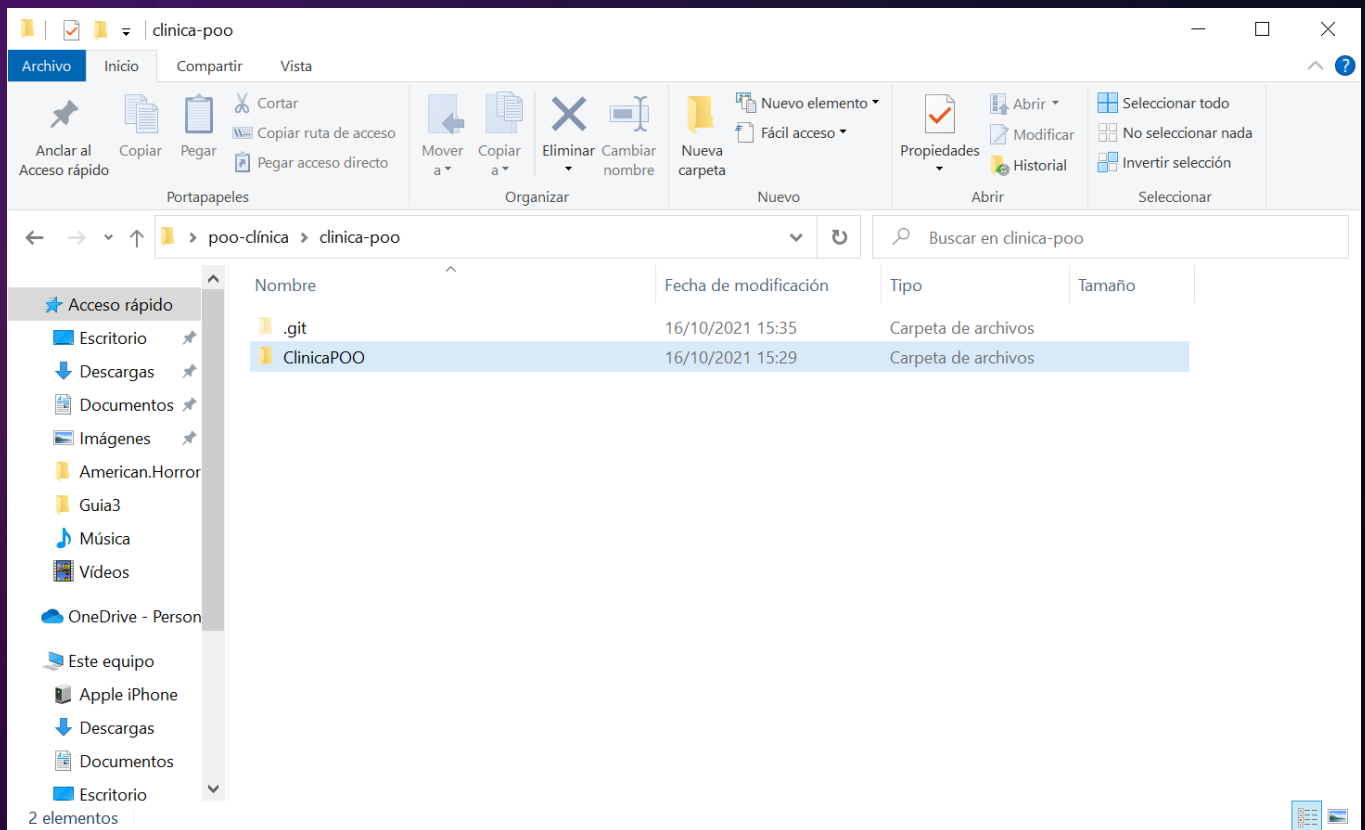 clinica-poo
Archivo Inicio Compartir Vista
Anclar al
Acceso rápido
Copiar
Pegar
Cortar
Copiar ruta de acceso
Pegar acceso directo
Portapapeles
Mover
a
Copiar
a
Eliminar
Cambiar
nombre
Organizar
Nueva
carpeta
Nuevo elemento
Fácil acceso
Nuevo
Propiedades
Abrir
Modificar
Historial
Abrir
Seleccionar todo
No seleccionar nada
Invertir selección
Seleccionar
poo-clínica > clinica-poo
Buscar en clinica-poo
Nombre Fecha de modificación Tipo Tamaño
.git 16/10/2021 15:35 Carpeta de archivos
ClinicaPOO 16/10/2021 15:29 Carpeta de archivos
Acceso rápido
Escritorio
Descargas
Documentos
Imágenes
American.Horror
Guia3
Música
Vídeos
OneDrive - Person
Este equipo
Apple iPhone
Descargas
Documentos
Escritorio
2 elementos